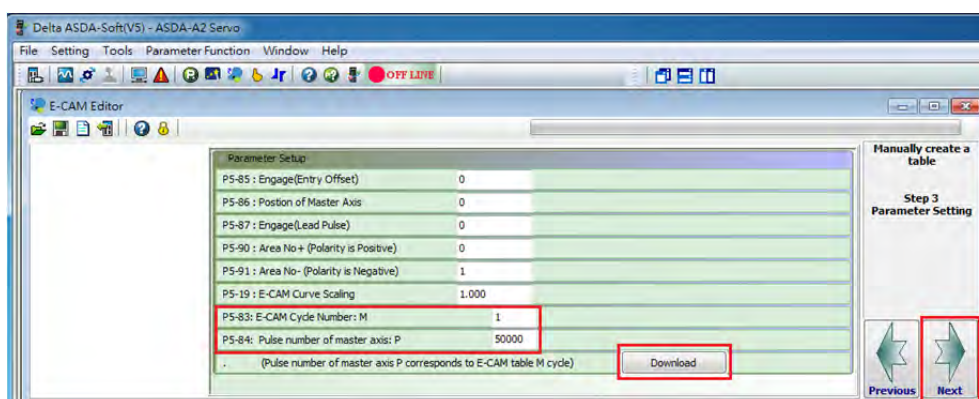 Delta ASDA-Soft(V5) - ASDA-A2 Servo
File Setting Tools Parameter Function Window Help
OFF LINE
E-CAM Editor
Manually create a
table
Step 3
Parameter Setting
Parameter Setup
P5-85 : Engage(Entry Offset) 0
P5-86 : Postion of Master Axis 0
P5-87 : Engage(Lead Pulse) 0
P5-90 : Area No+ (Polarity is Positive) 0
P5-91 : Area No- (Polarity is Negative) 1
P5-19 : E-CAM Curve Scaling 1.000
P5-83: E-CAM Cycle Number: M 1
P5-84: Pulse number of master axis: P 50000
. (Pulse number of master axis P corresponds to E-CAM table M cycle) Download
Previous Next